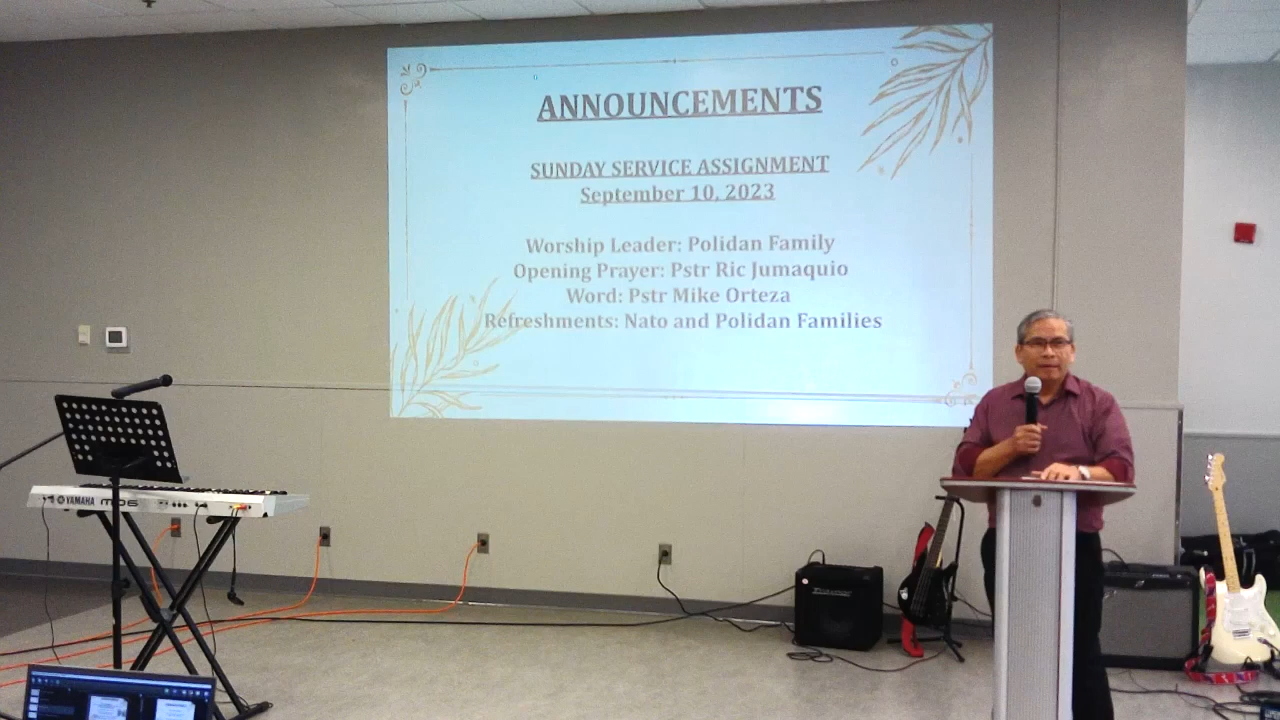 ANNOUNCEMENTS
SUNDAY SERVICE ASSIGNMENT
September 10, 2023
Worship Leader: Polidan Family
Opening Prayer: Pstr Ric Jumaquio
Word: Pstr Mike Orteza
Refreshments: Nato and Polidan Families
YAMAHA MO6